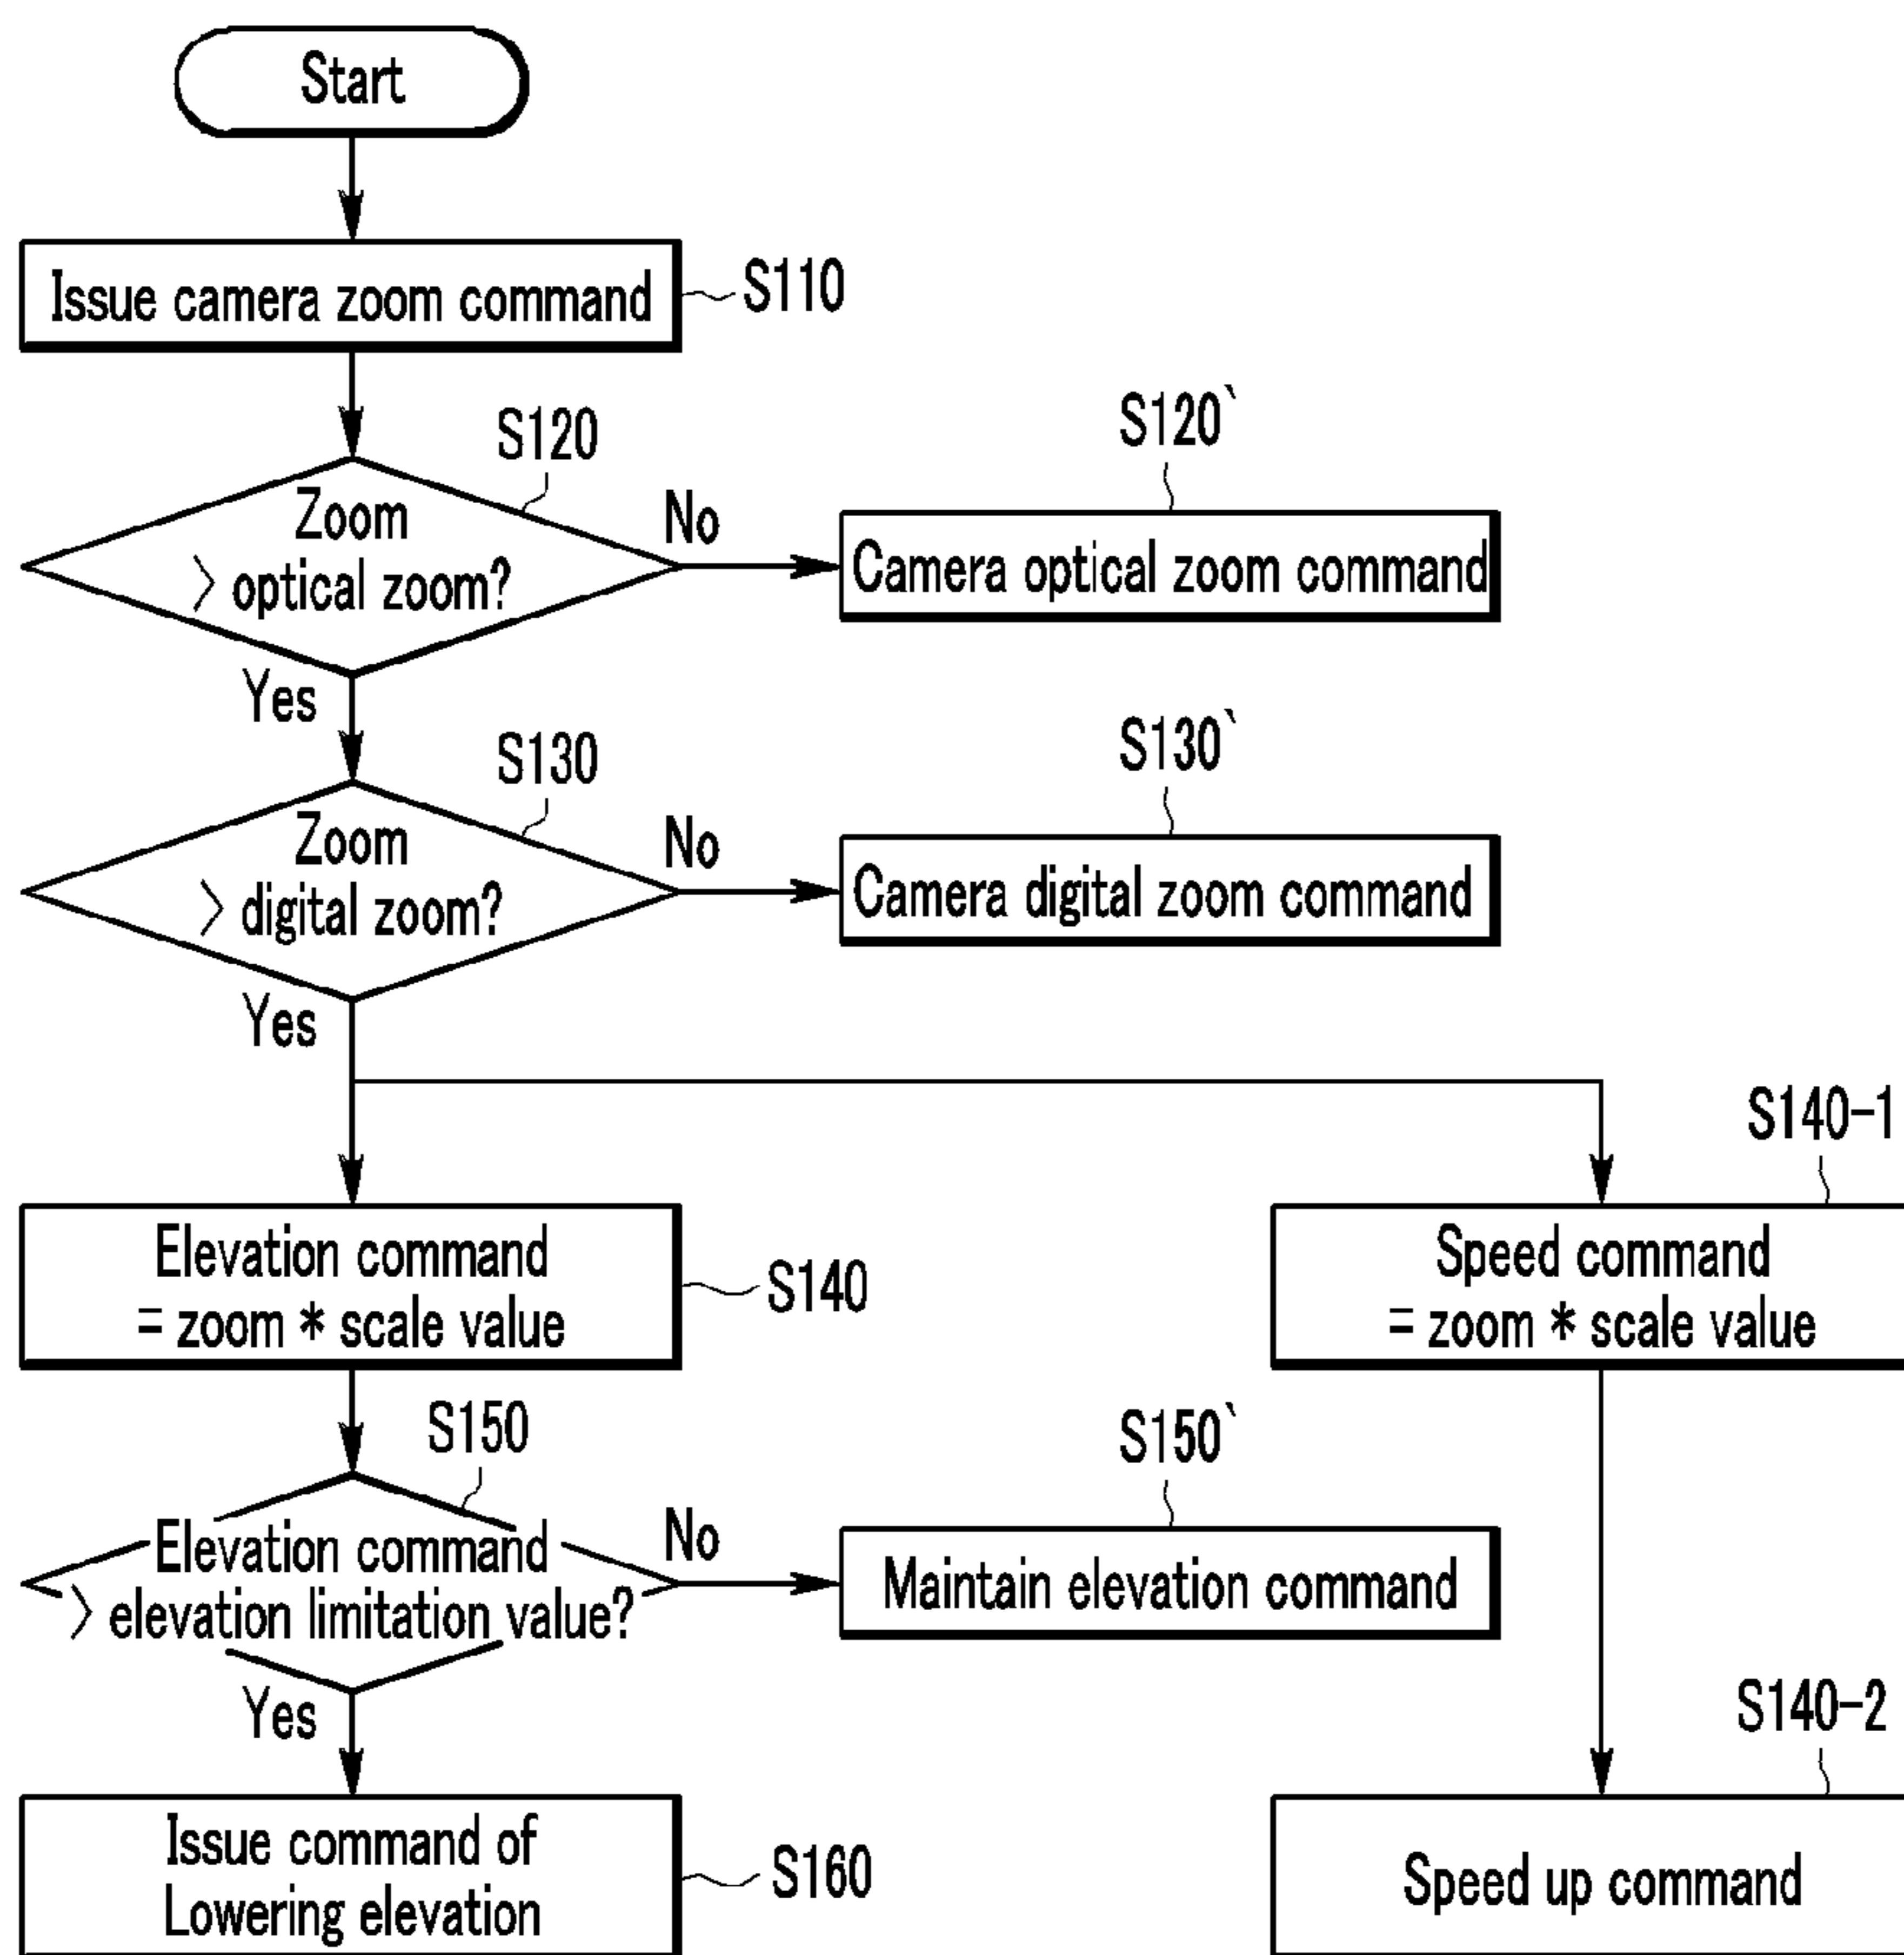 Start
Issue camera zoom command
S110
S120
Zoom
> optical zoom?
No
S120`
Camera optical zoom command
Yes
S130
Zoom
> digital zoom?
No
S130`
Camera digital zoom command
Yes
Elevation command
= zoom * scale value
S140
S140-1
Speed command
= zoom * scale value
S150
Elevation command
> elevation limitation value?
No
S150`
Maintain elevation command
Yes
Issue command of
Lowering elevation
S160
S140-2
Speed up command